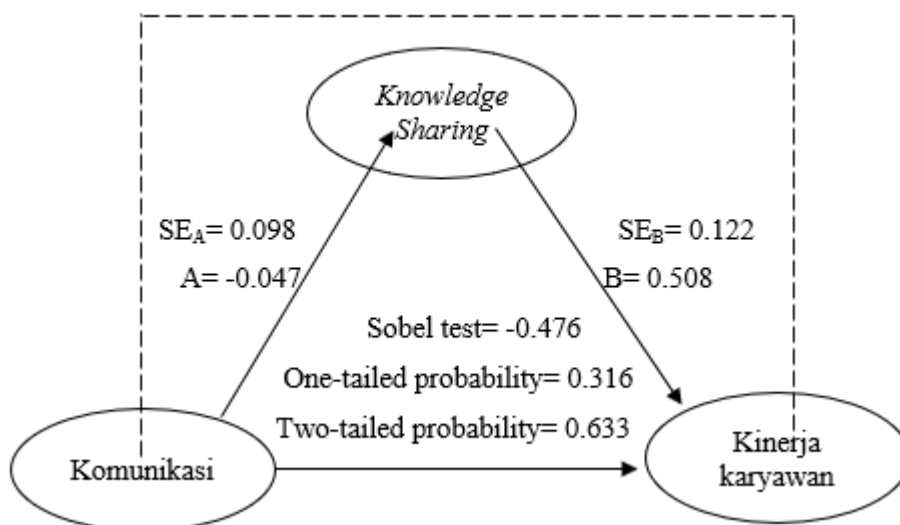 Knowledge
Sharing
SEA= 0.098
A= -0.047
SEB= 0.122
B= 0.508
Sobel test= -0.476
One-tailed probability= 0.316
Two-tailed probability= 0.633
Komunikasi
Kinerja
karyawan